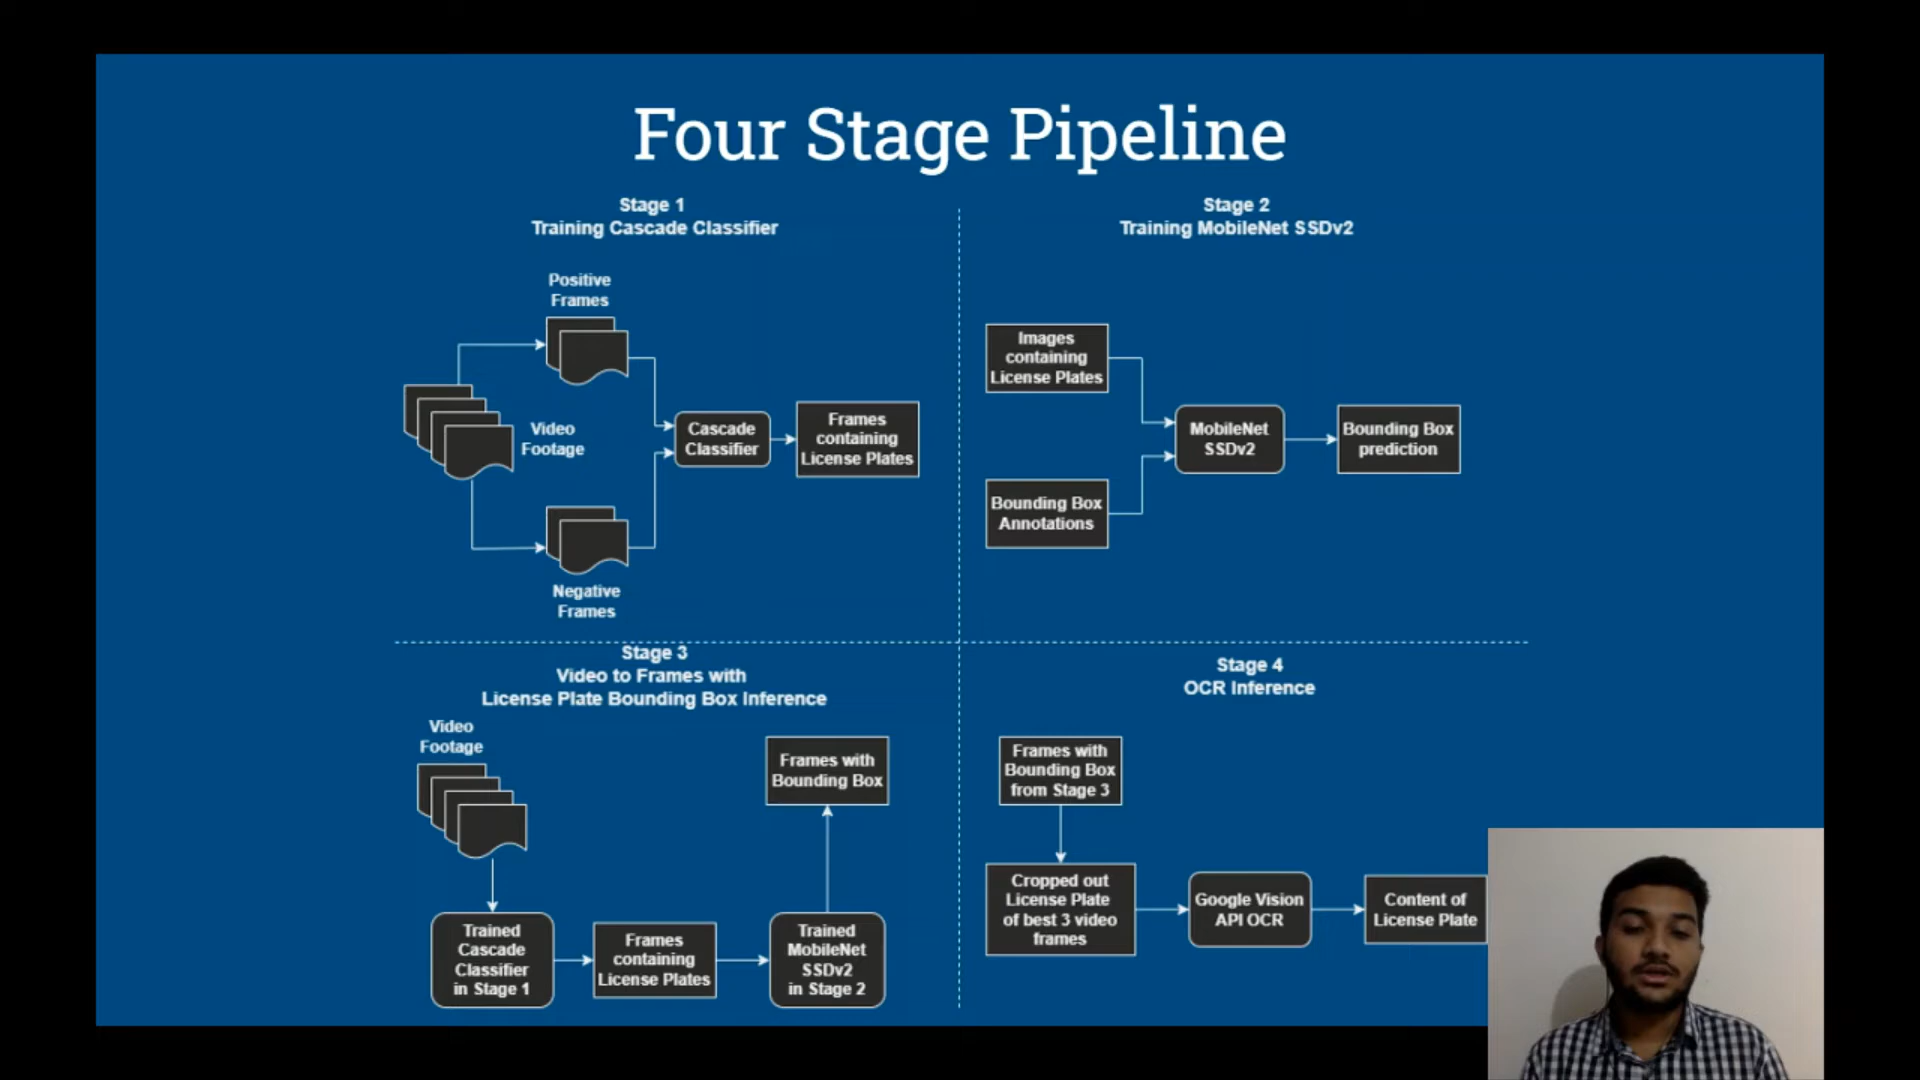 Four Stage Pipeline
Stage 1
Training Cascade Classifier
Positive
Frames
Video
Footage
Cascade
Classifier
Frames
containing
License Plates
Negative
Frames
Stage 2
Training MobileNet SSDv2
Images
containing
License Plates
MobileNet
SSDv2
Bounding Box
prediction
Bounding Box
Annotations
Stage 3
Video to Frames with
License Plate Bounding Box Inference
Video
Footage
Frames with
Bounding Box
Trained
Cascade
Classifier
in Stage 1
Frames
containing
License Plates
Trained
MobileNet
SSDv2
in Stage 2
Stage 4
OCR Inference
Frames with
Bounding Box
from Stage 3
Cropped out
License Plate
of best 3 video
frames
Google Vision
API OCR
Content of
License Plate